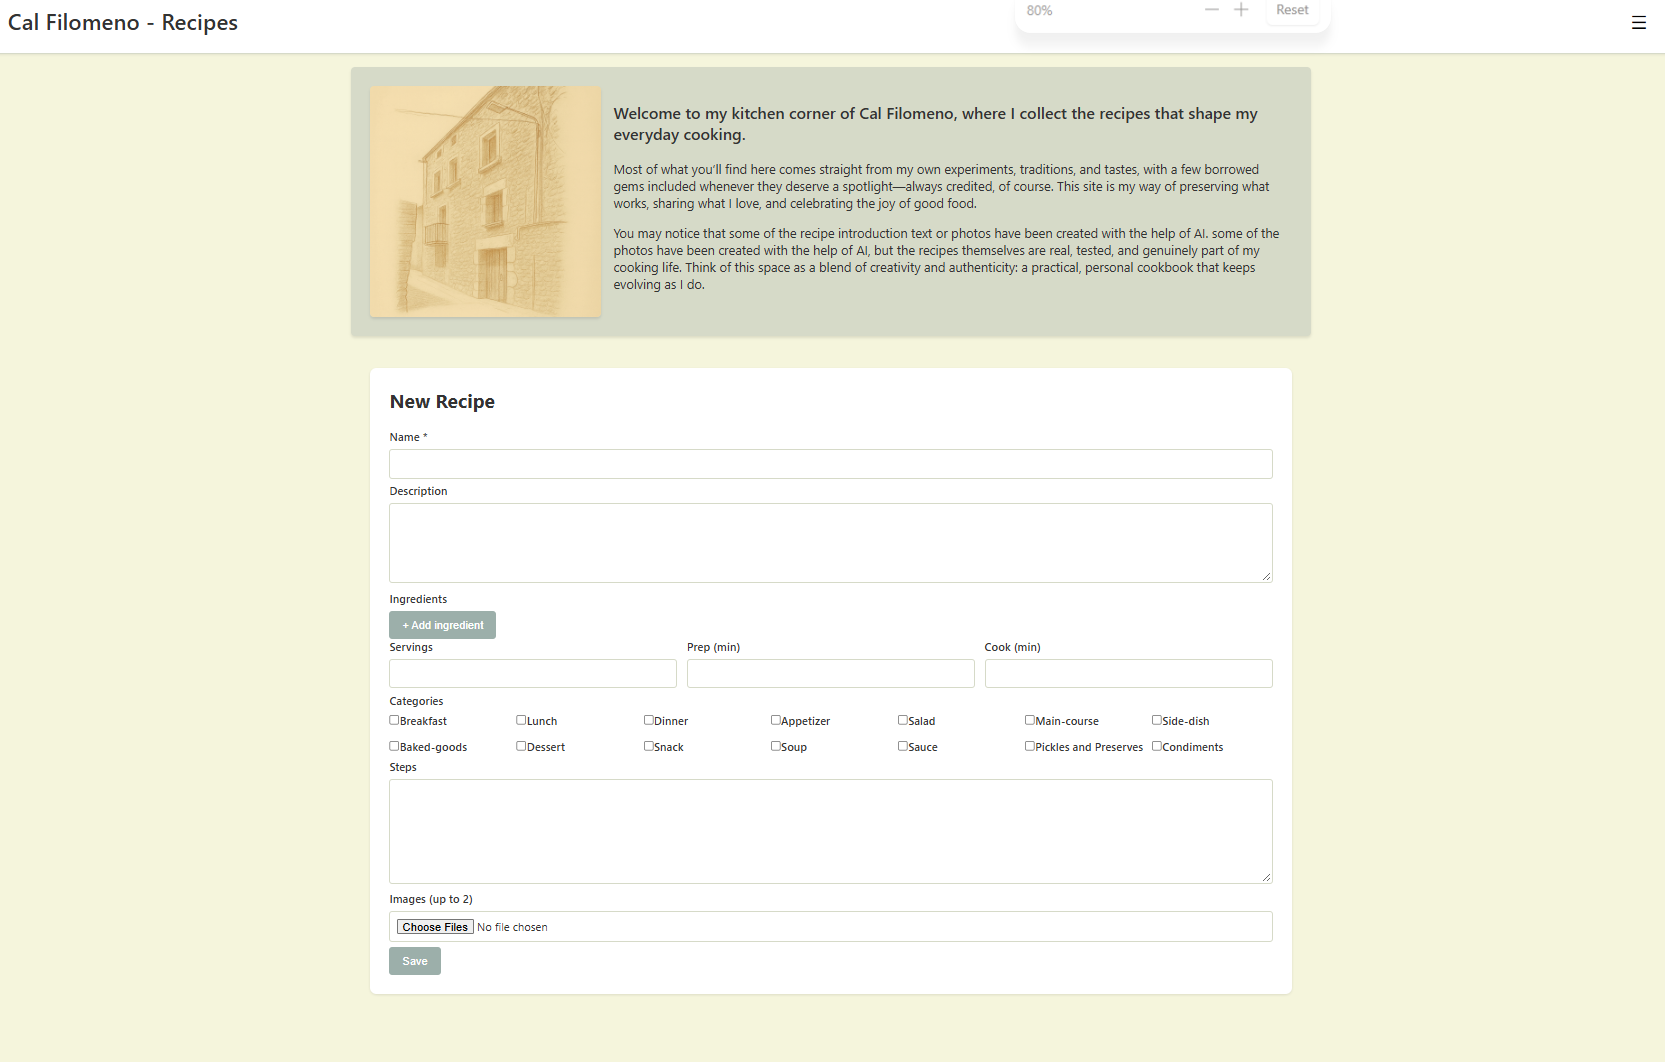 Cal Filomeno - Recipes
80%
Reset
Welcome to my kitchen corner of Cal Filomeno, where I collect the recipes that shape my
everyday cooking.
Most of what you'll find here comes straight from my own experiments, traditions, and tastes, with a few borrowed
gems included whenever they deserve a spotlight—always credited, of course. This site is my way of preserving what
works, sharing what I love, and celebrating the joy of good food.
You may notice that some of the recipe introduction text or photos have been created with the help of AI. some of the
photos have been created with the help of AI, but the recipes themselves are real, tested, and genuinely part of my
cooking life. Think of this space as a blend of creativity and authenticity: a practical, personal cookbook that keeps
evolving as I do.
New Recipe
Name *
Description
Ingredients
+ Add ingredient
Servings Prep (min) Cook (min)
Categories
Breakfast Lunch Dinner Appetizer Salad Main-course Side-dish
Baked-goods Dessert Snack Soup Sauce Pickles and Preserves Condiments
Steps
Images (up to 2)
Choose Files No file chosen
Save